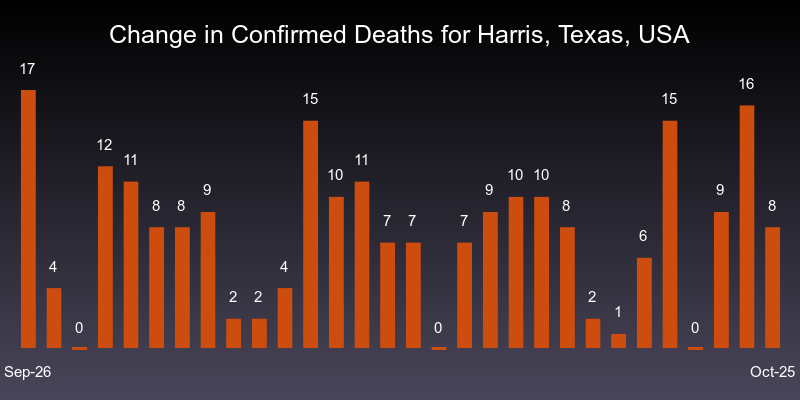 Change in Confirmed Deaths for Harris, Texas, USA
17 4 0 12 11 8 8 9 2 2 4 15 10 11 7 7 0 7 9 10 10 8 2 1 6 15 0 9 16 8
Sep-26 Oct-25